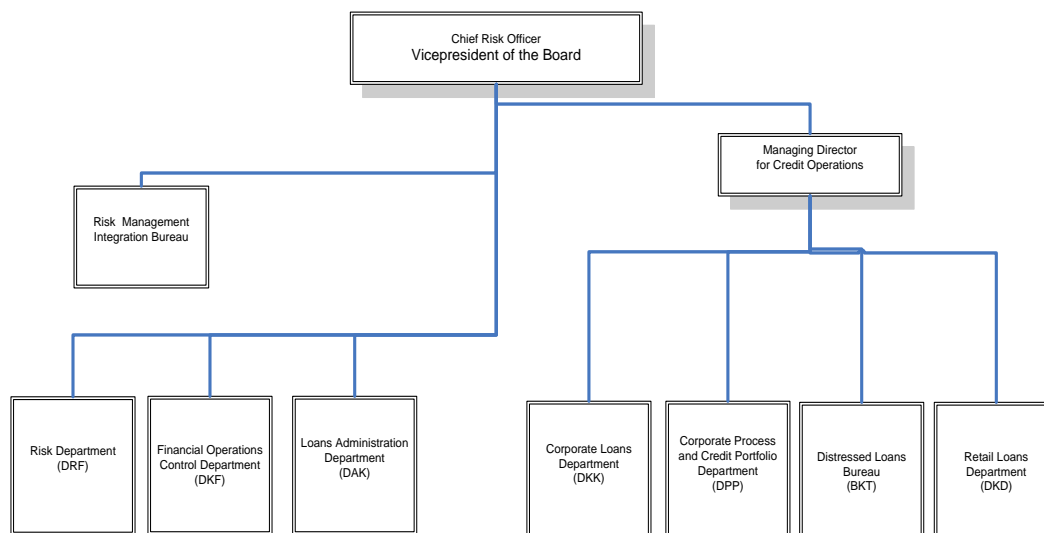 Chief Risk Officer
Vicepresident of the Board
Managing Director
for Credit Operations
Risk Management
Integration Bureau
Risk Department
(DRF)
Financial Operations
Control Department
(DKF)
Loans Administration
Department
(DAK)
Corporate Loans
Department
(DKK)
Corporate Process
and Credit Portfolio
Department
(DPP)
Distressed Loans
Bureau
(BKT)
Retail Loans
Department
(DKD)